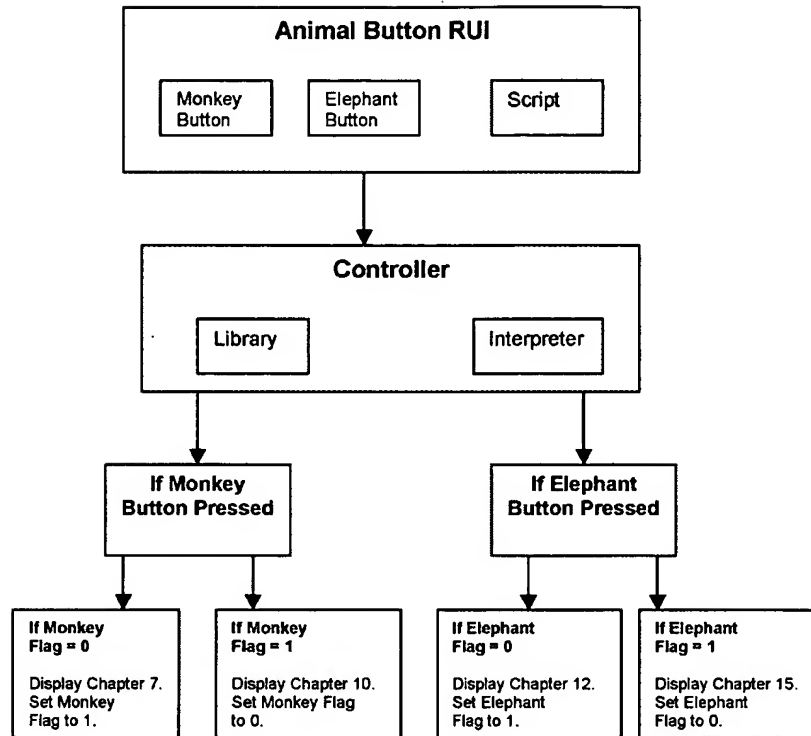 Animal Button RUI
Monkey
Button
Elephant
Button
Script
Controller
Library
Interpreter
If Monkey
Button Pressed
If Elephant
Button Pressed
If Monkey
Flag = 0
Display Chapter 7.
Set Monkey
Flag to 1.
If Monkey
Flag = 1
Display Chapter 10.
Set Monkey Flag
to 0.
If Elephant
Flag = 0
Display Chapter 12.
Set Elephant
Flag to 1.
If Elephant
Flag = 1
Display Chapter 15.
Set Elephant
Flag to 0.